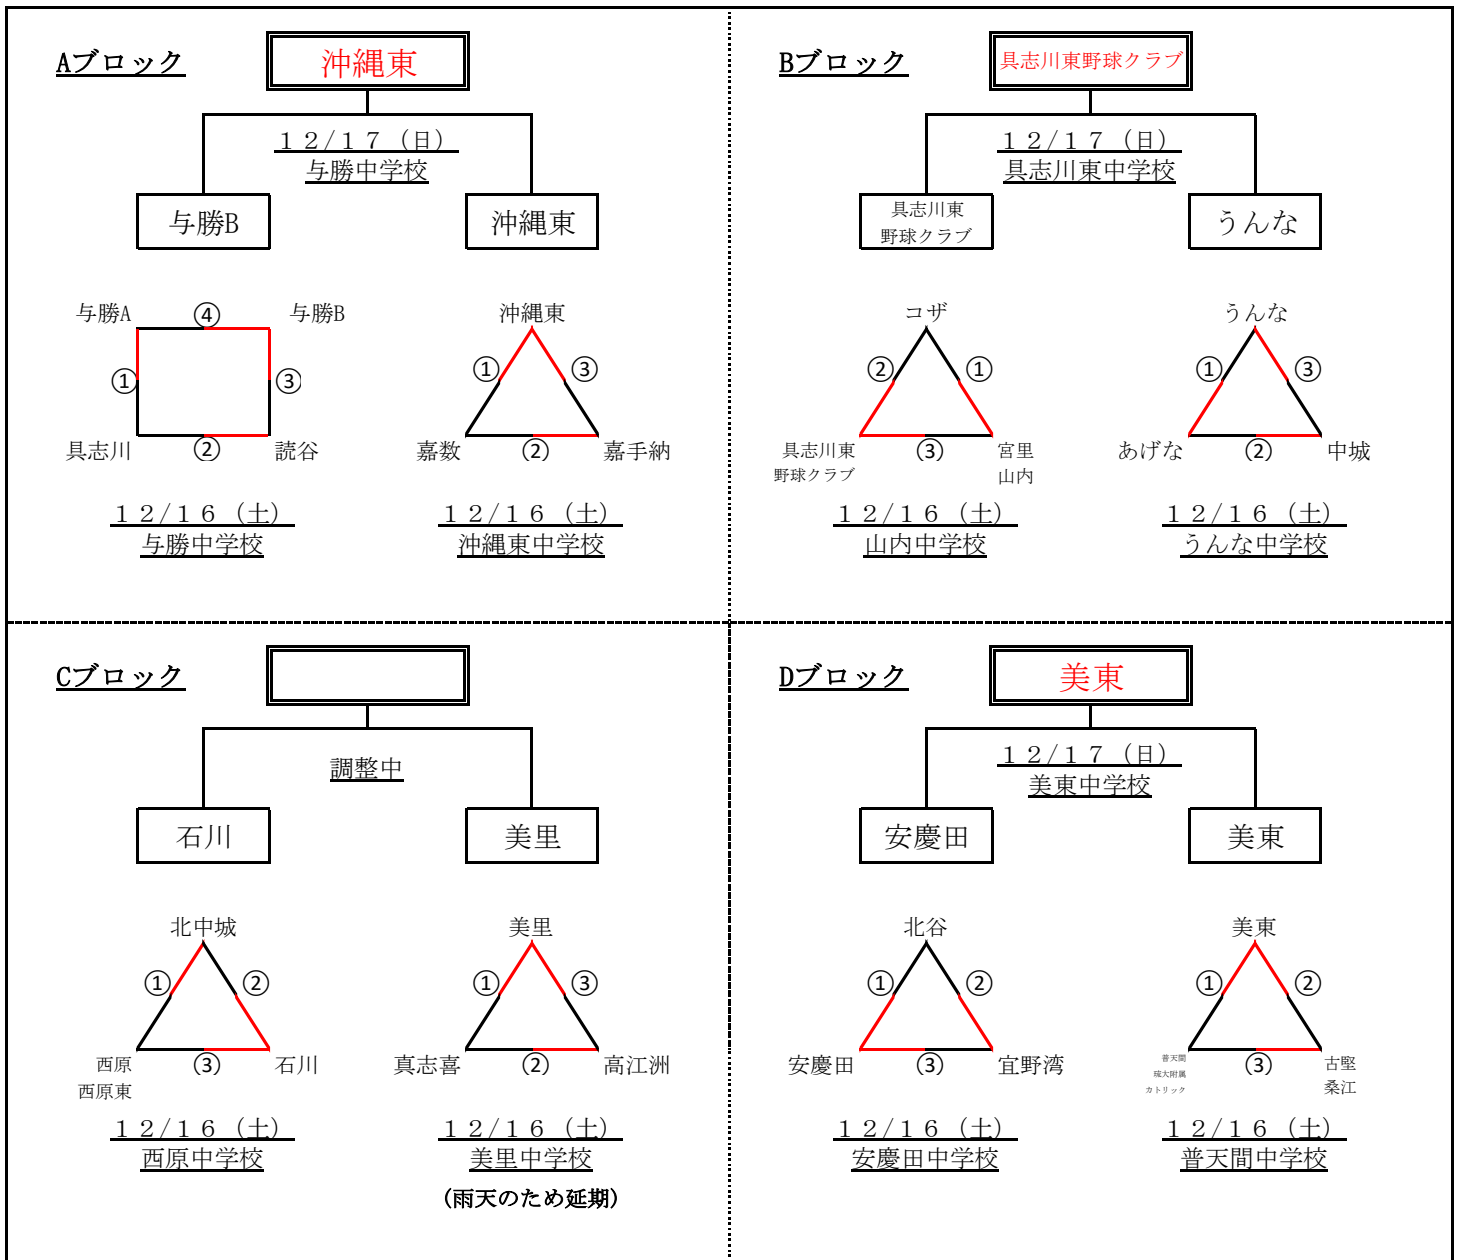 Aブロック
沖縄東
１２/１７（日）
与勝中学校
与勝B
沖縄東
与勝A
④
与勝B
①
③
具志川
②
読谷
１２/１６（土）
与勝中学校
沖縄東
①
③
嘉数
②
嘉手納
１２/１６（土）
沖縄東中学校
Bブロック
具志川東野球クラブ
１２/１７（日）
具志川東中学校
具志川東
野球クラブ
うんな
コザ
②
①
具志川東
野球クラブ
③
宮里
山内
１２/１６（土）
山内中学校
うんな
①
③
あげな
②
中城
１２/１６（土）
うんな中学校
Cブロック
調整中
石川
美里
北中城
①
②
西原
西原東
③
石川
１２/１６（土）
西原中学校
美里
①
③
真志喜
②
高江洲
１２/１６（土）
美里中学校
(雨天のため延期)
Dブロック
美東
１２/１７（日）
美東中学校
安慶田
美東
北谷
①
②
安慶田
③
宜野湾
１２/１６（土）
安慶田中学校
美東
①
②
普天間
琉大附属
カトリック
③
古堅
桑江
１２/１６（土）
普天間中学校